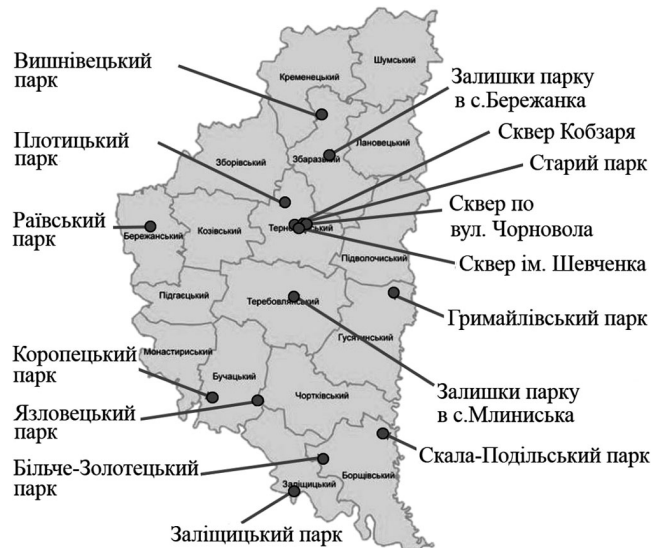 Вишнівецький
парк
Плотицький
парк
Раївський
парк
Коропецький
парк
Язловецький
парк
Більче-Золотецький
парк
Заліщицький парк
Залишки парку
в с.Бережанка
Сквер Кобзаря
Старий парк
Сквер по
вул. Чорновола
Сквер ім. Шевченка
Гримайлівський парк
Залишки парку
в с.Млиниська
Скала-Подільський парк
Шумський
Кременецький
Лановецький
Збаразький
Зборівський
Козівський
Бережанський
Підволочиський
Підгаєцький
Теребовлянський
Гусятинський
Монастириський
Бучацький
Чортківський
Заліщицький
Борщівський